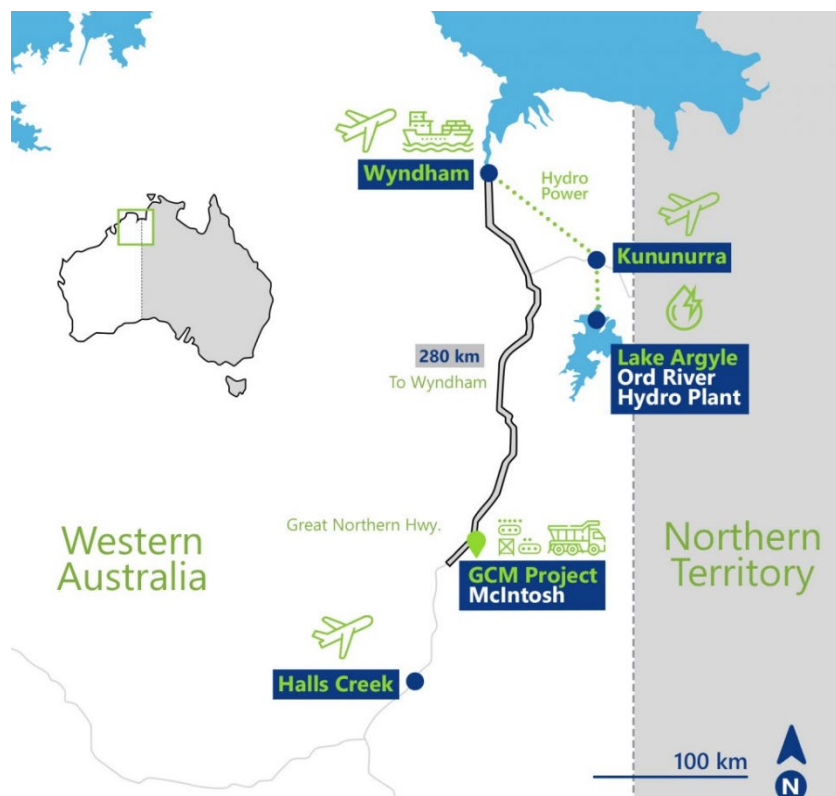 Wyndham
Hydro
Power
Kununurra
280 km
To Wyndham
Lake Argyle
Ord River
Hydro Plant
Great Northern Hwy.
Western
Australia
Northern
Territory
GCM Project
McIntosh
Halls Creek
100 km
N